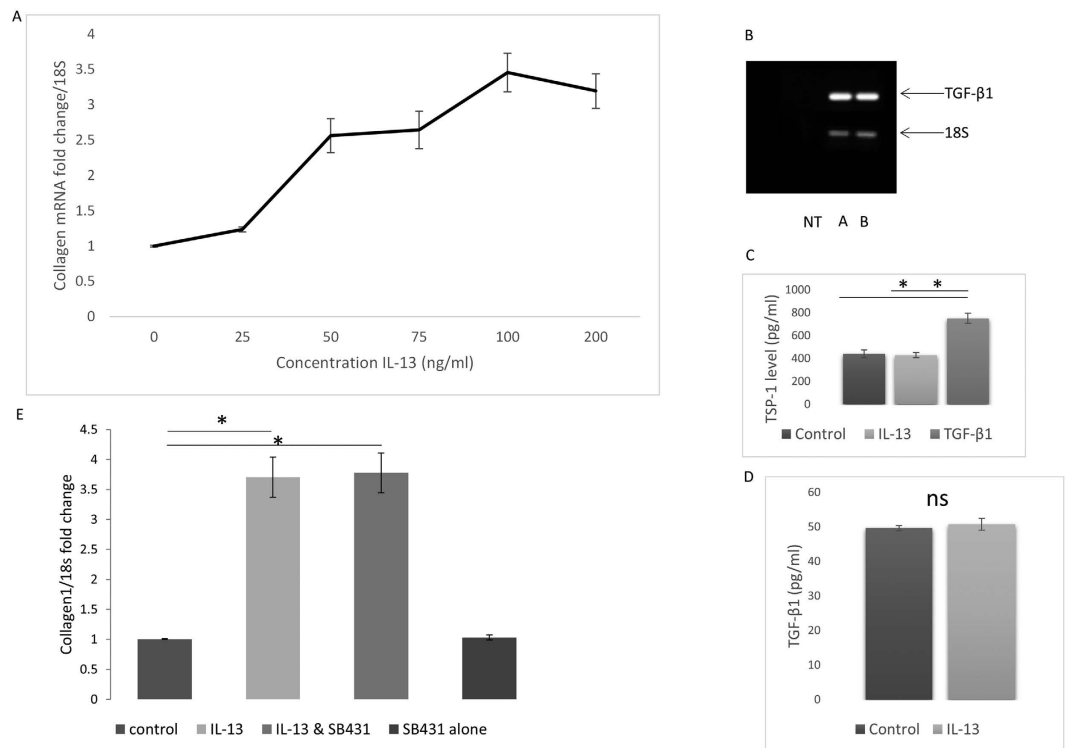 A
Collagen mRNA fold change/18S
4
3.5
3
2.5
2
1.5
1
0.5
0
0 25 50 75 100 200
Concentration IL-13 (ng/ml)
B
TGF-β1
18S
NT A B
C
TSP-1 level (pg/ml)
1000
800
600
400
200
0
* *
Control IL-13 TGF-β1
D
TGF-β1 (pg/ml)
60
50
40
30
20
10
0
ns
Control IL-13
E
Collagen1/18s fold change
4.5
4
3.5
3
2.5
2
1.5
1
0.5
0
*
*
control IL-13 IL-13 & SB431 SB431 alone